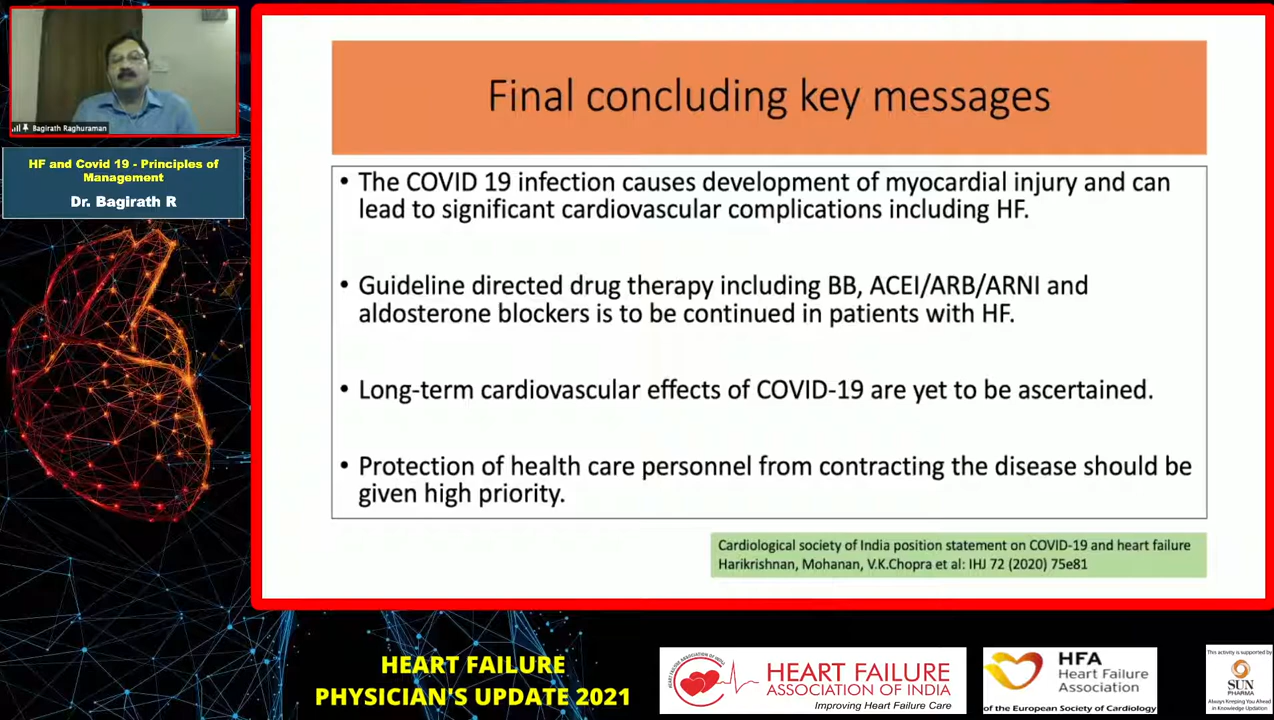 Bagirath Raghuraman
HF and Covid 19 - Principles of
Management
Dr. Bagirath R
Final concluding key messages
• The COVID 19 infection causes development of myocardial injury and can
lead to significant cardiovascular complications including HF.
• Guideline directed drug therapy including BB, ACEI/ARB/ARNI and
aldosterone blockers is to be continued in patients with HF.
• Long-term cardiovascular effects of COVID-19 are yet to be ascertained.
• Protection of health care personnel from contracting the disease should be
given high priority.
Cardiological society of India position statement on COVID-19 and heart failure
Harikrishnan, Mohanan, V.K.Chopra et al: IHJ 72 (2020) 75e81
HEART FAILURE
PHYSICIAN'S UPDATE 2021
HEART FAILURE ASSOCIATION OF INDIA
HEART FAILURE
ASSOCIATION OF INDIA
Improving Heart Failure Care
HFA
Heart Failure
Association
of the European Society of Cardiology
This activity is supported by
SUN
PHARMA
Always Keeping You Ahead
in Knowledge Updation